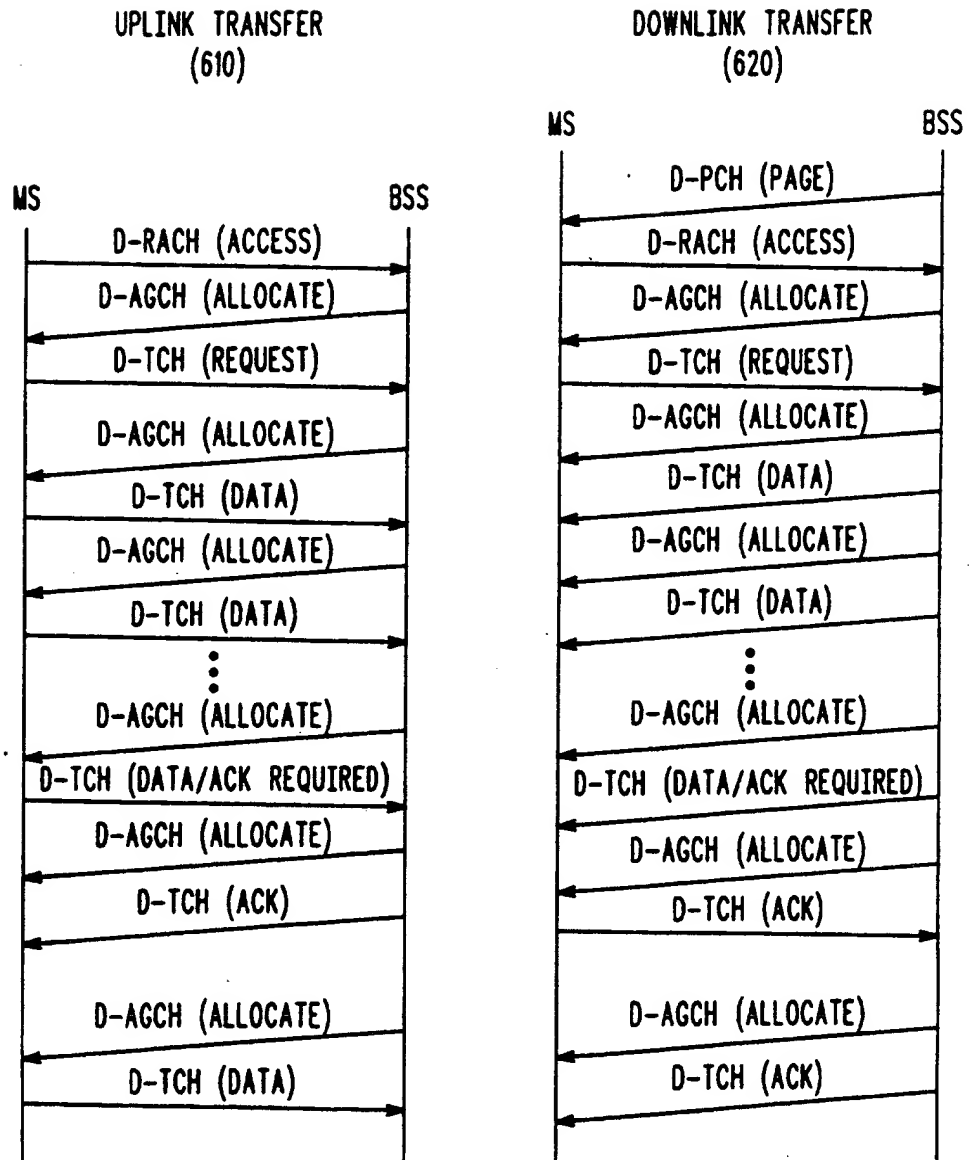 UPLINK TRANSFER
(610)
MS
BSS
D-RACH (ACCESS)
D-AGCH (ALLOCATE)
D-TCH (REQUEST)
D-AGCH (ALLOCATE)
D-TCH (DATA)
D-AGCH (ALLOCATE)
D-TCH (DATA)
D-AGCH (ALLOCATE)
D-TCH (DATA/ACK REQUIRED)
D-AGCH (ALLOCATE)
D-TCH (ACK)
D-AGCH (ALLOCATE)
D-TCH (DATA)
DOWNLINK TRANSFER
(620)
MS
BSS
D-PCH (PAGE)
D-RACH (ACCESS)
D-AGCH (ALLOCATE)
D-TCH (REQUEST)
D-AGCH (ALLOCATE)
D-TCH (DATA)
D-AGCH (ALLOCATE)
D-TCH (DATA)
D-AGCH (ALLOCATE)
D-TCH (DATA/ACK REQUIRED)
D-AGCH (ALLOCATE)
D-TCH (ACK)
D-AGCH (ALLOCATE)
D-TCH (ACK)